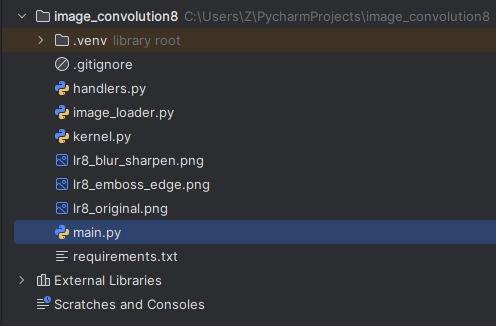 image_convolution8 C:\Users\Z\PycharmProjects\image_convolution8
.venv library root
.gitignore
handlers.py
image_loader.py
kernel.py
lr8_blur_sharpen.png
lr8_emboss_edge.png
lr8_original.png
main.py
requirements.txt
External Libraries
Scratches and Consoles